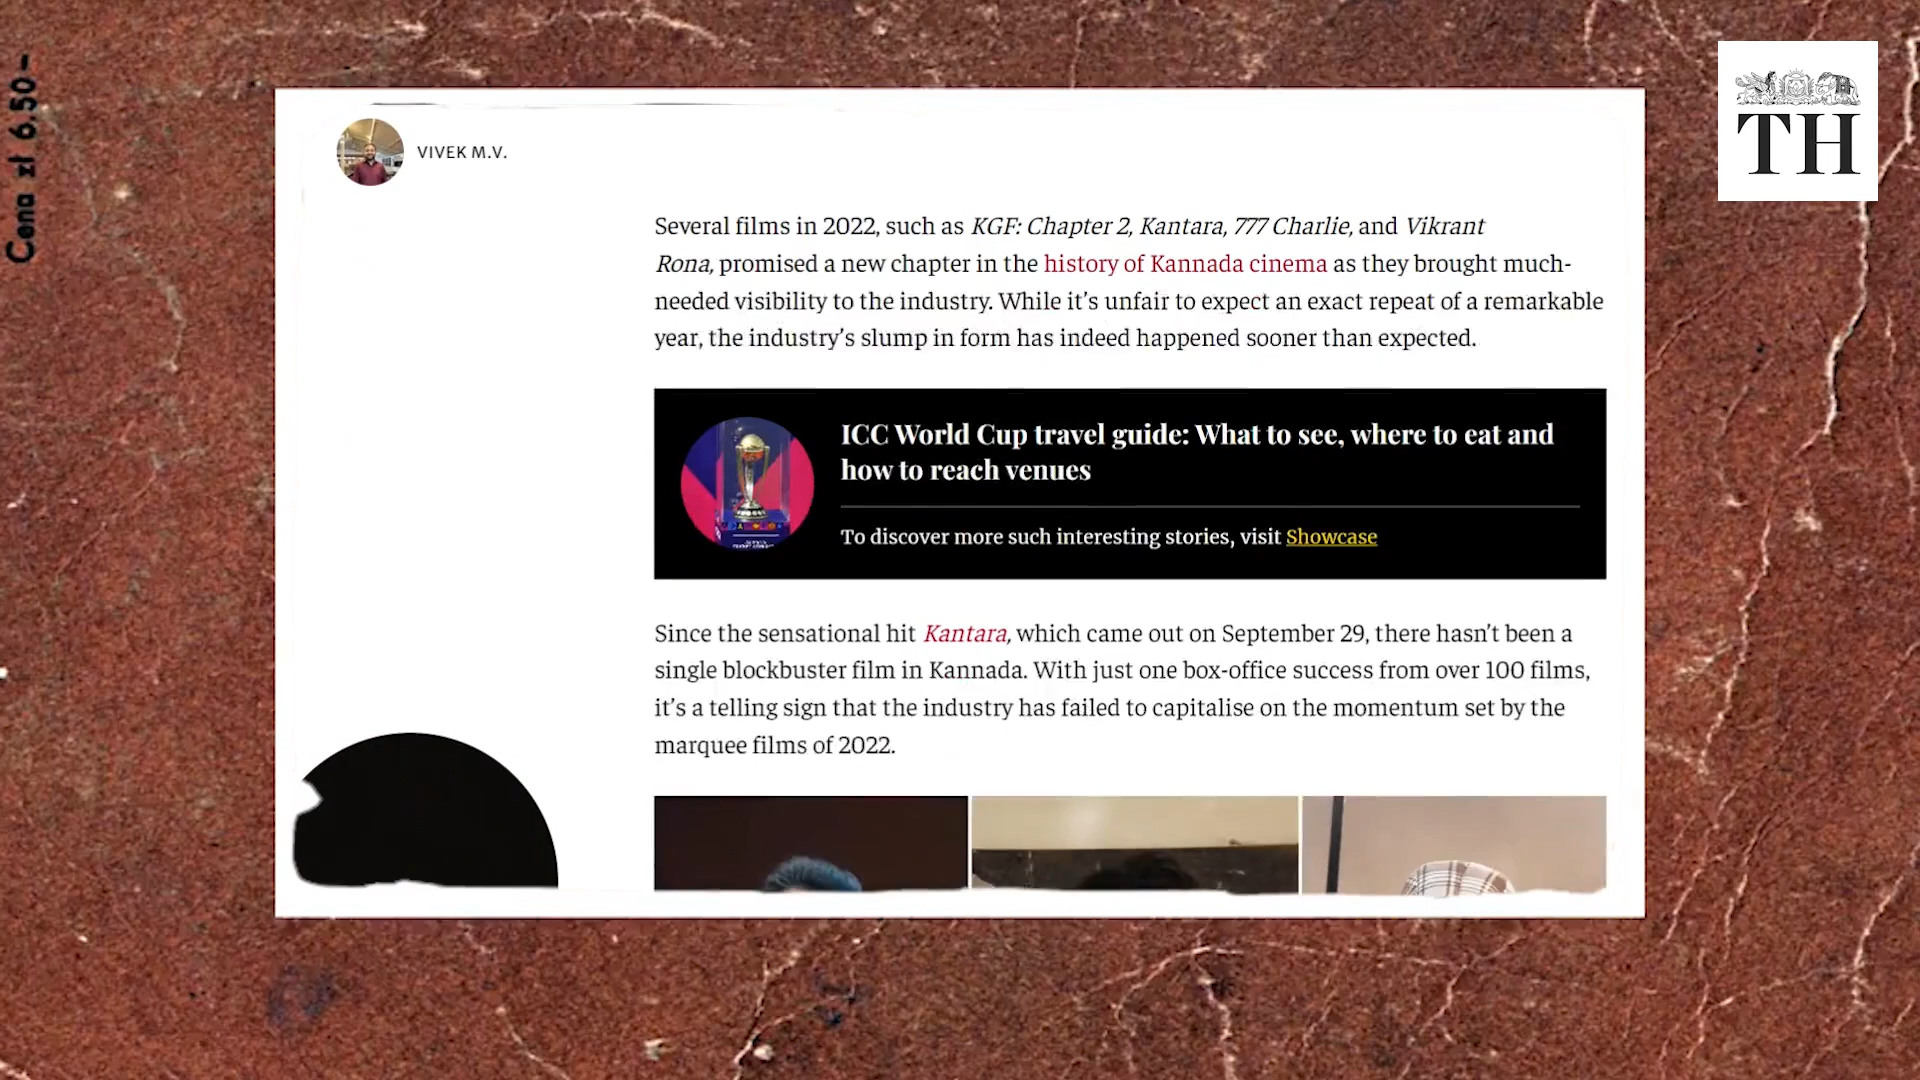 Cena zł 6.50-
TH
VIVEK M.V.
Several films in 2022, such as KGF: Chapter 2, Kantara, 777 Charlie, and Vikrant
Rona, promised a new chapter in the history of Kannada cinema as they brought much-
needed visibility to the industry. While it’s unfair to expect an exact repeat of a remarkable
year, the industry’s slump in form has indeed happened sooner than expected.
ICC World Cup travel guide: What to see, where to eat and
how to reach venues
To discover more such interesting stories, visit Showcase
Since the sensational hit Kantara, which came out on September 29, there hasn’t been a
single blockbuster film in Kannada. With just one box-office success from over 100 films,
it’s a telling sign that the industry has failed to capitalise on the momentum set by the
marquee films of 2022.